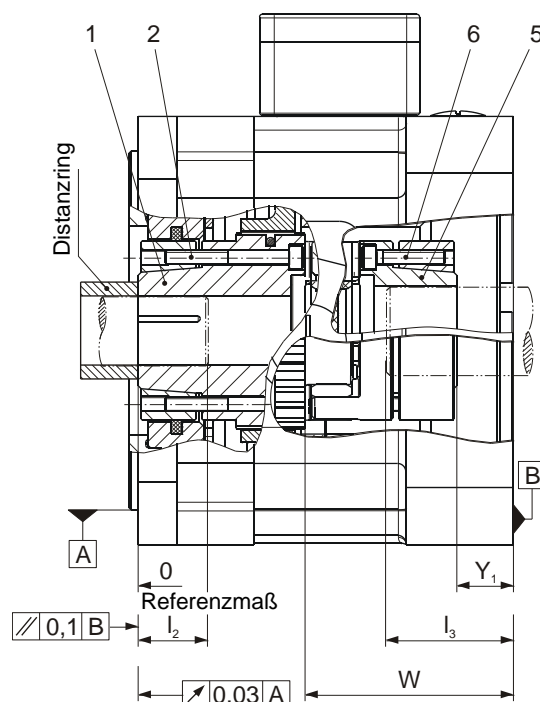 1 2 6 5
Distanzring
B
A
0
Y₁
Referenzmaß
⫽ 0,1 B
l₂
l₃
W
↗ 0,03 A